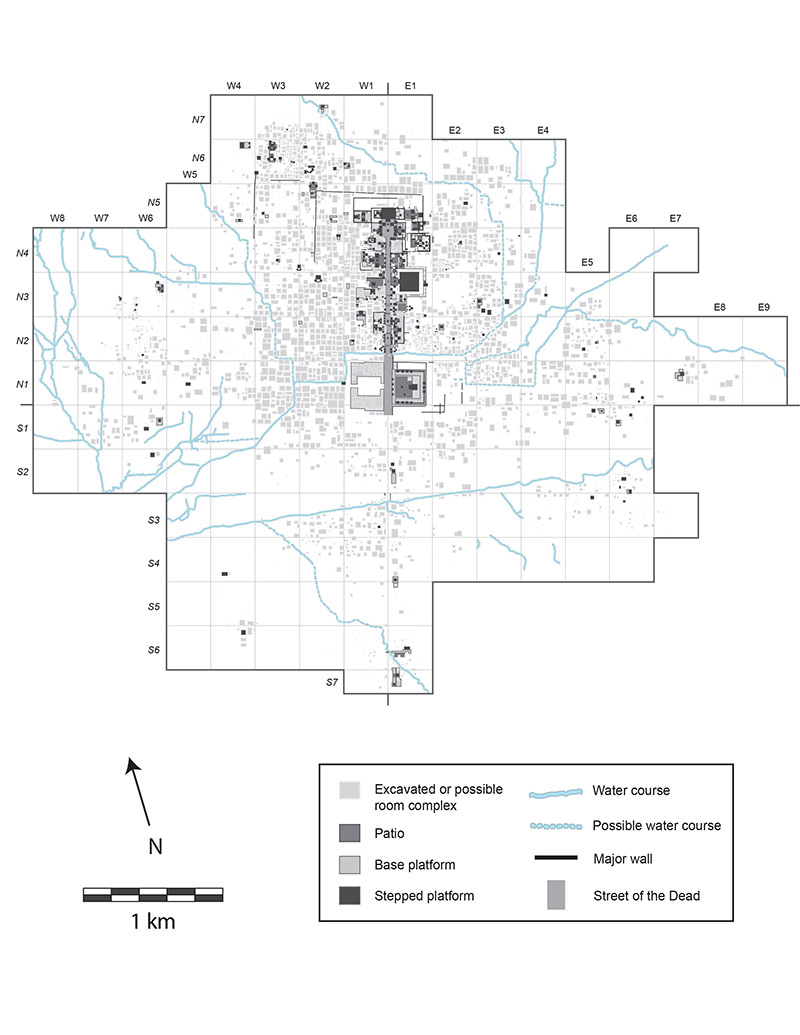 W4 W3 W2 W1 E1
N7
E2 E3 E4
N6
W5
N5
W8 W7 W6
E6 E7
N4
E5
N3
E8 E9
N2
N1
S1
S2
S3
S4
S5
S6
S7
N
1 km
Excavated or possible
room complex
Patio
Base platform
Stepped platform
Water course
Possible water course
Major wall
Street of the Dead